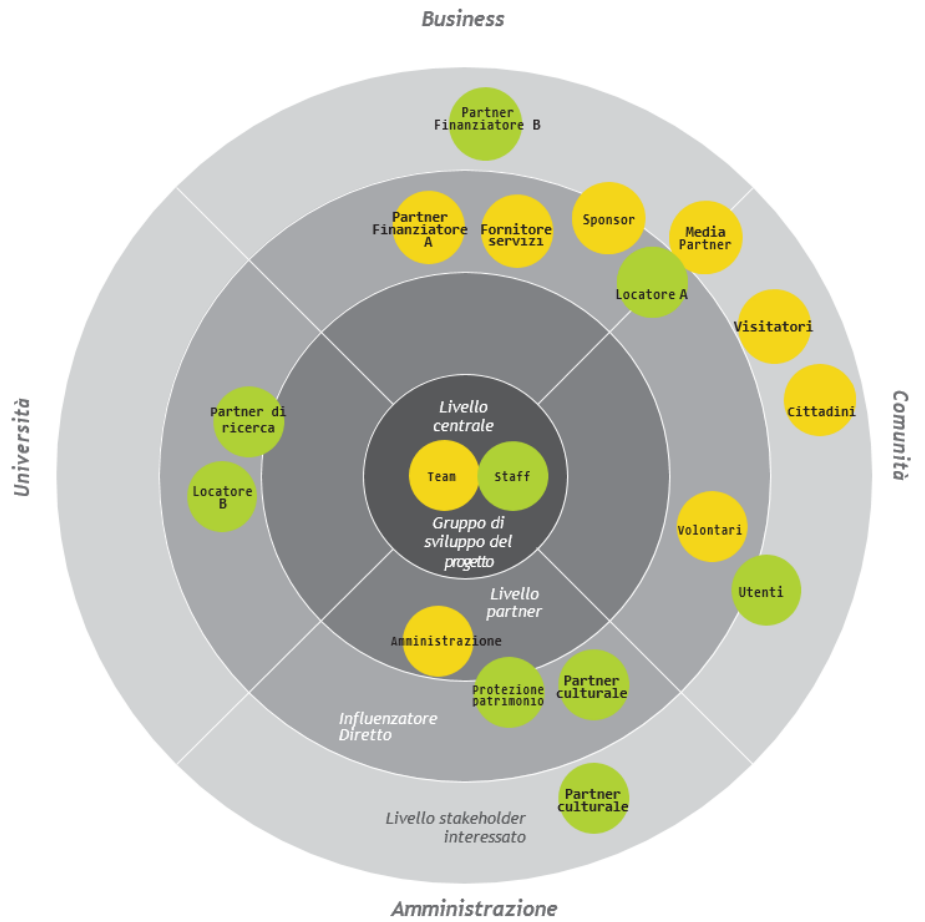 Business
Partner
Finanziatore B
Partner
Finanziatore
A
Fornitore
servizi
Sponsor
Media
Partner
Locatore A
Visitatori
Cittadini
Comunità
Università
Partner di
ricerca
Locatore
B
Livello
centrale
Team
Staff
Gruppo di
sviluppo del
progetto
Volontari
Utenti
Livello
partner
Amministrazione
Protezione
patrimonio
Partner
culturale
Influenzatore
Diretto
Partner
culturale
Livello stakeholder
interessato
Amministrazione